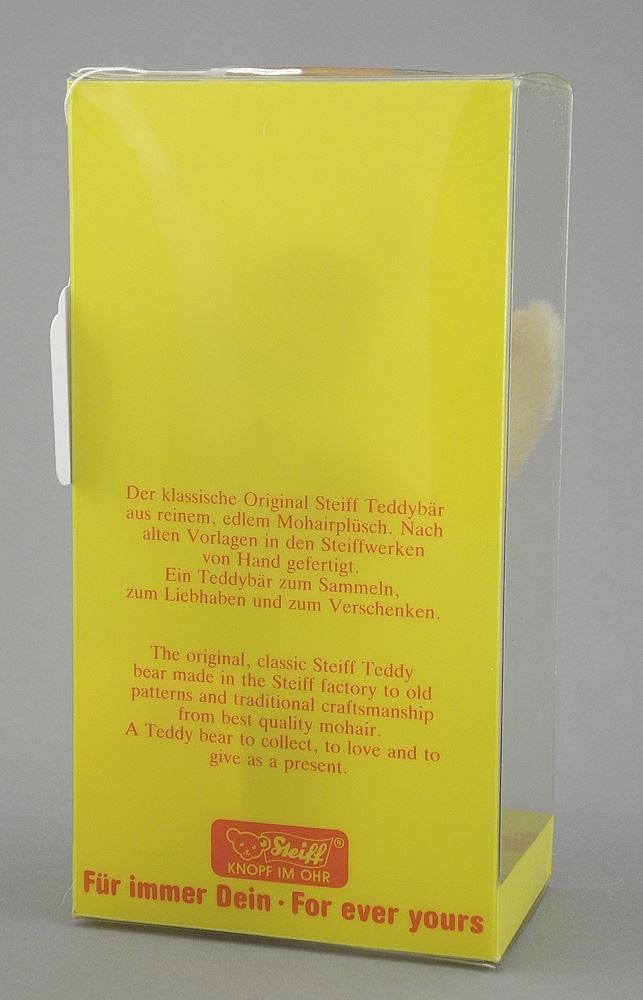 Der klassische Original Steiff Teddybär
aus reinem, edlem Mohairplüsch. Nach
alten Vorlagen in den Steiffwerken
von Hand gefertigt.
Ein Teddybär zum Sammeln,
zum Liebhaben und zum Verschenken.
The original, classic Steiff Teddy
bear made in the Steiff factory to old
patterns and traditional craftsmanship
from best quality mohair.
A Teddy bear to collect, to love and to
give as a present.
Steiff®
KNOPF IM OHR
Für immer Dein · For ever yours